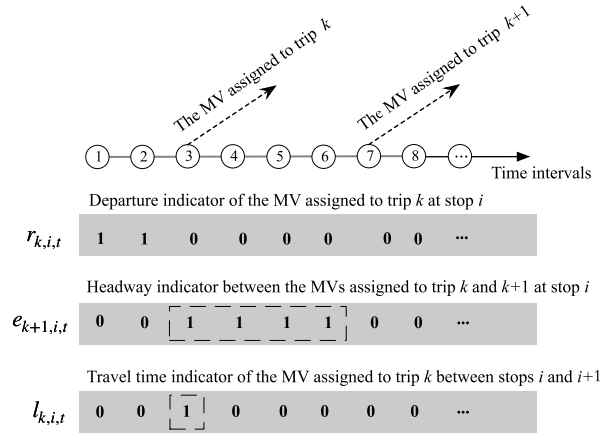 The MV assigned to trip k
The MV assigned to trip k+1
1 2 3 4 5 6 7 8 ...
Time intervals
Departure indicator of the MV assigned to trip k at stop i
r_{k,i,t} 1 1 0 0 0 0 0 0 ...
Headway indicator between the MVs assigned to trip k and k+1 at stop i
e_{k+1,i,t} 0 0 1 1 1 1 0 0 ...
Travel time indicator of the MV assigned to trip k between stops i and i+1
l_{k,i,t} 0 0 1 0 0 0 0 0 ...